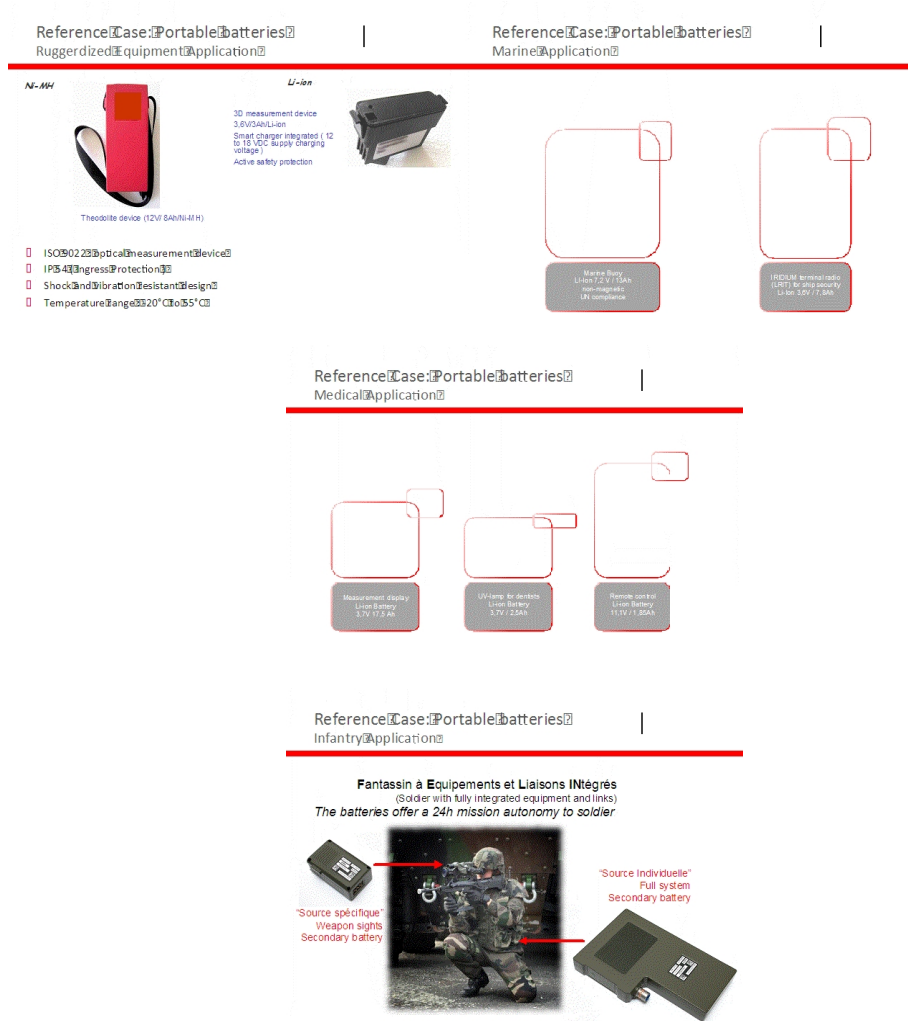 Reference Case: Portable batteries
Ruggerdized Equipment Application
Ni-MH
Li-ion
3D measurement device
3,6V/3Ah/Li-Ion
Smart charger integrated ( 12
to 18 VDC supply charging
voltage )
Active safety protection
Theodolite device (12V/ 8Ah/Ni-MH)
ISO 9022 optical measurement device
IP 54 Ingress Protection
Shock and Vibration resistant design
Temperature range 20°C to 55°C
Reference Case: Portable batteries
Marine Application
Marine Buoy
Li-Ion 7,2 V / 13Ah
non-magnetic
UN compliance
IRIDIUM terminal radio
(LRIT) for ship security
Li-Ion 3,6V / 7,8Ah
Reference Case: Portable batteries
Medical Application
Measurement display
Li-ion Battery
3,7V 17,5 Ah
UV-lamp for dentists
Li-ion Battery
3,7V / 2,5Ah
Remote control
Li-ion Battery
11,1V / 1,95Ah
Reference Case: Portable batteries
Infantry Application
Fantassin à Equipements et Liaisons INtégrés
(Soldier with fully integrated equipment and links)
The batteries offer a 24h mission autonomy to soldier
"Source spécifique"
Weapon sights
Secondary battery
"Source Individuelle"
Full system
Secondary battery